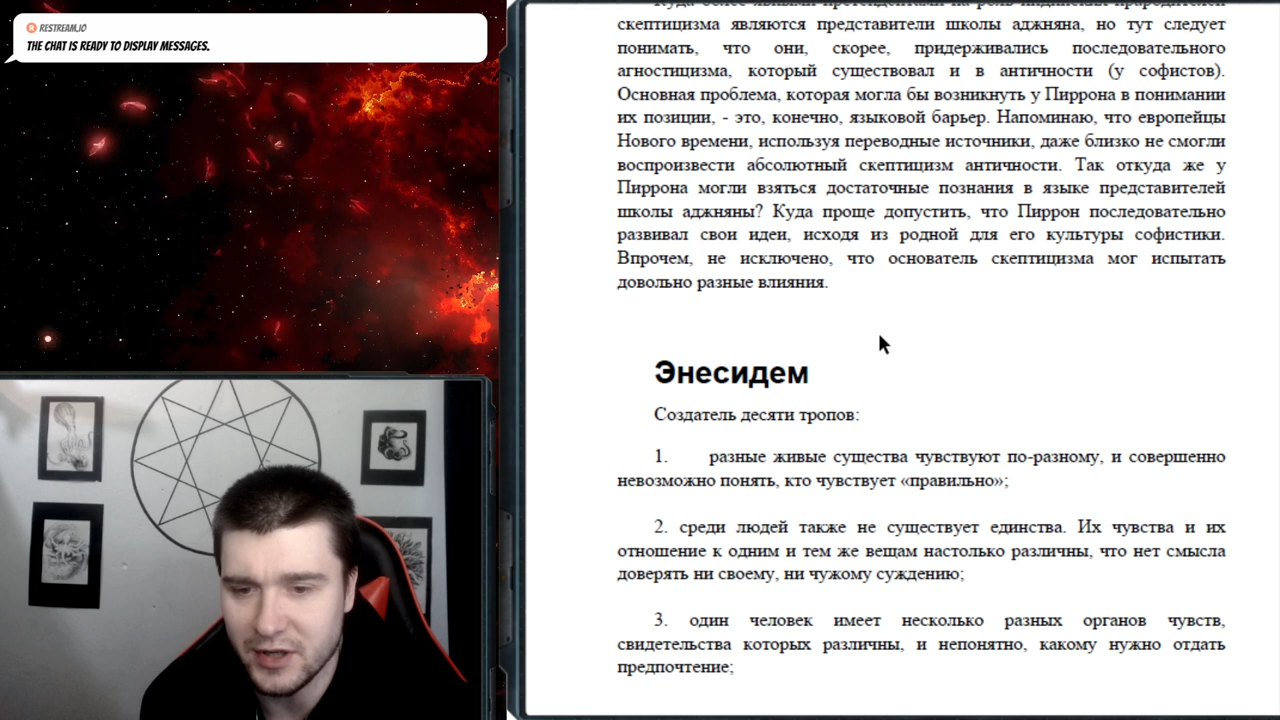 RESTREAM.IO
THE CHAT IS READY TO DISPLAY MESSAGES.
скептицизма являются представители школы аджняна, но тут следует
понимать, что они, скорее, придерживались последовательного
агностицизма, который существовал и в античности (у софистов).
Основная проблема, которая могла бы возникнуть у Пиррона в понимании
их позиции, - это, конечно, языковой барьер. Напоминаю, что европейцы
Нового времени, используя переводные источники, даже близко не смогли
воспроизвести абсолютный скептицизм античности. Так откуда же у
Пиррона могли взяться достаточные познания в языке представителей
школы аджняны? Куда проще допустить, что Пиррон последовательно
развивал свои идеи, исходя из родной для его культуры софистики.
Впрочем, не исключено, что основатель скептицизма мог испытать
довольно разные влияния.
Энесидем
Создатель десяти тропов:
1. разные живые существа чувствуют по-разному, и совершенно
невозможно понять, кто чувствует «правильно»;
2. среди людей также не существует единства. Их чувства и их
отношение к одним и тем же вещам настолько различны, что нет смысла
доверять ни своему, ни чужому суждению;
3. один человек имеет несколько разных органов чувств,
свидетельства которых различны, и непонятно, какому нужно отдать
предпочтение;